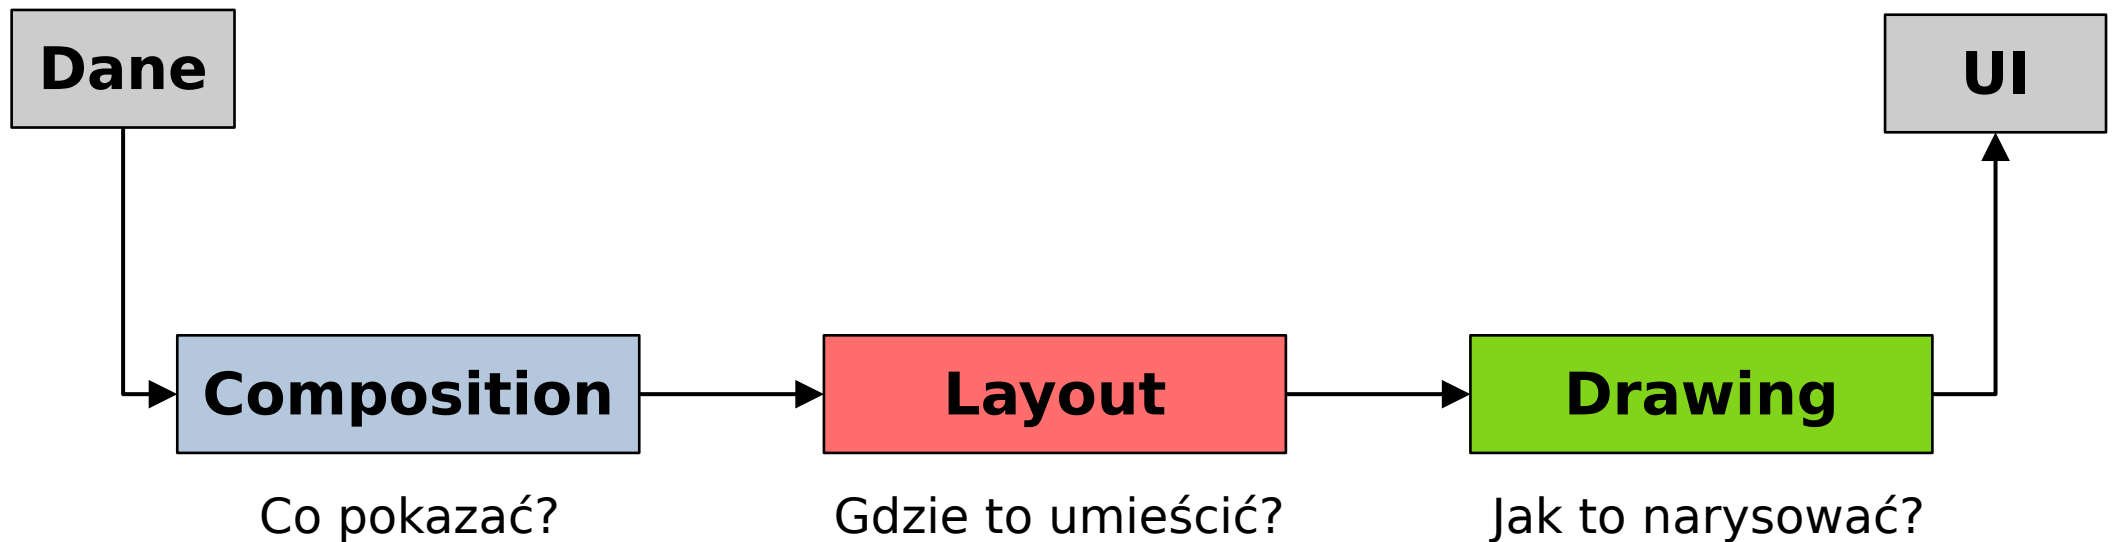 Dane
UI
Composition
Layout
Drawing
Co pokazać?
Gdzie to umieścić?
Jak to narysować?